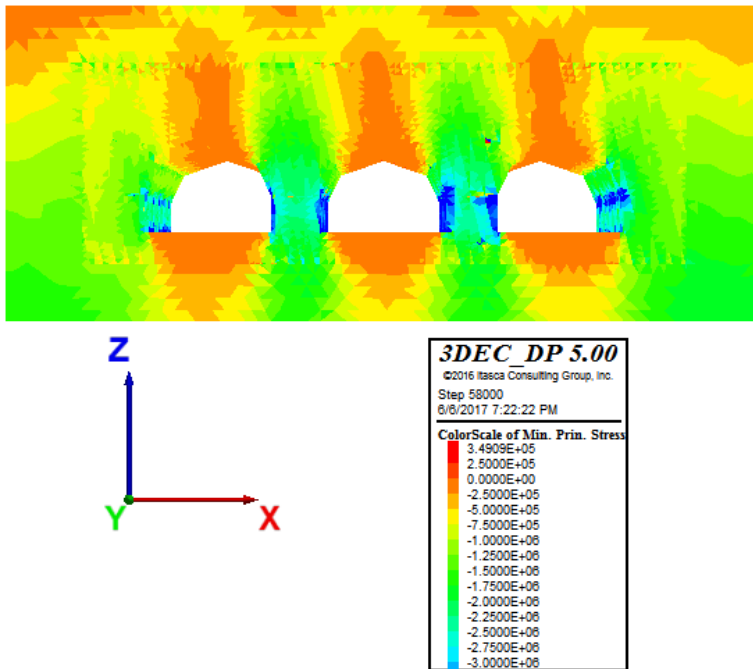 Z
Y
X
3DEC_DP 5.00
©2016 Itasca Consulting Group, Inc.
Step 58000
6/6/2017 7:22:22 PM
ColorScale of Min. Prin. Stress
3.4909E+05
2.5000E+05
0.0000E+00
-2.5000E+05
-5.0000E+05
-7.5000E+05
-1.0000E+06
-1.2500E+06
-1.5000E+06
-1.7500E+06
-2.0000E+06
-2.2500E+06
-2.5000E+06
-2.7500E+06
-3.0000E+06